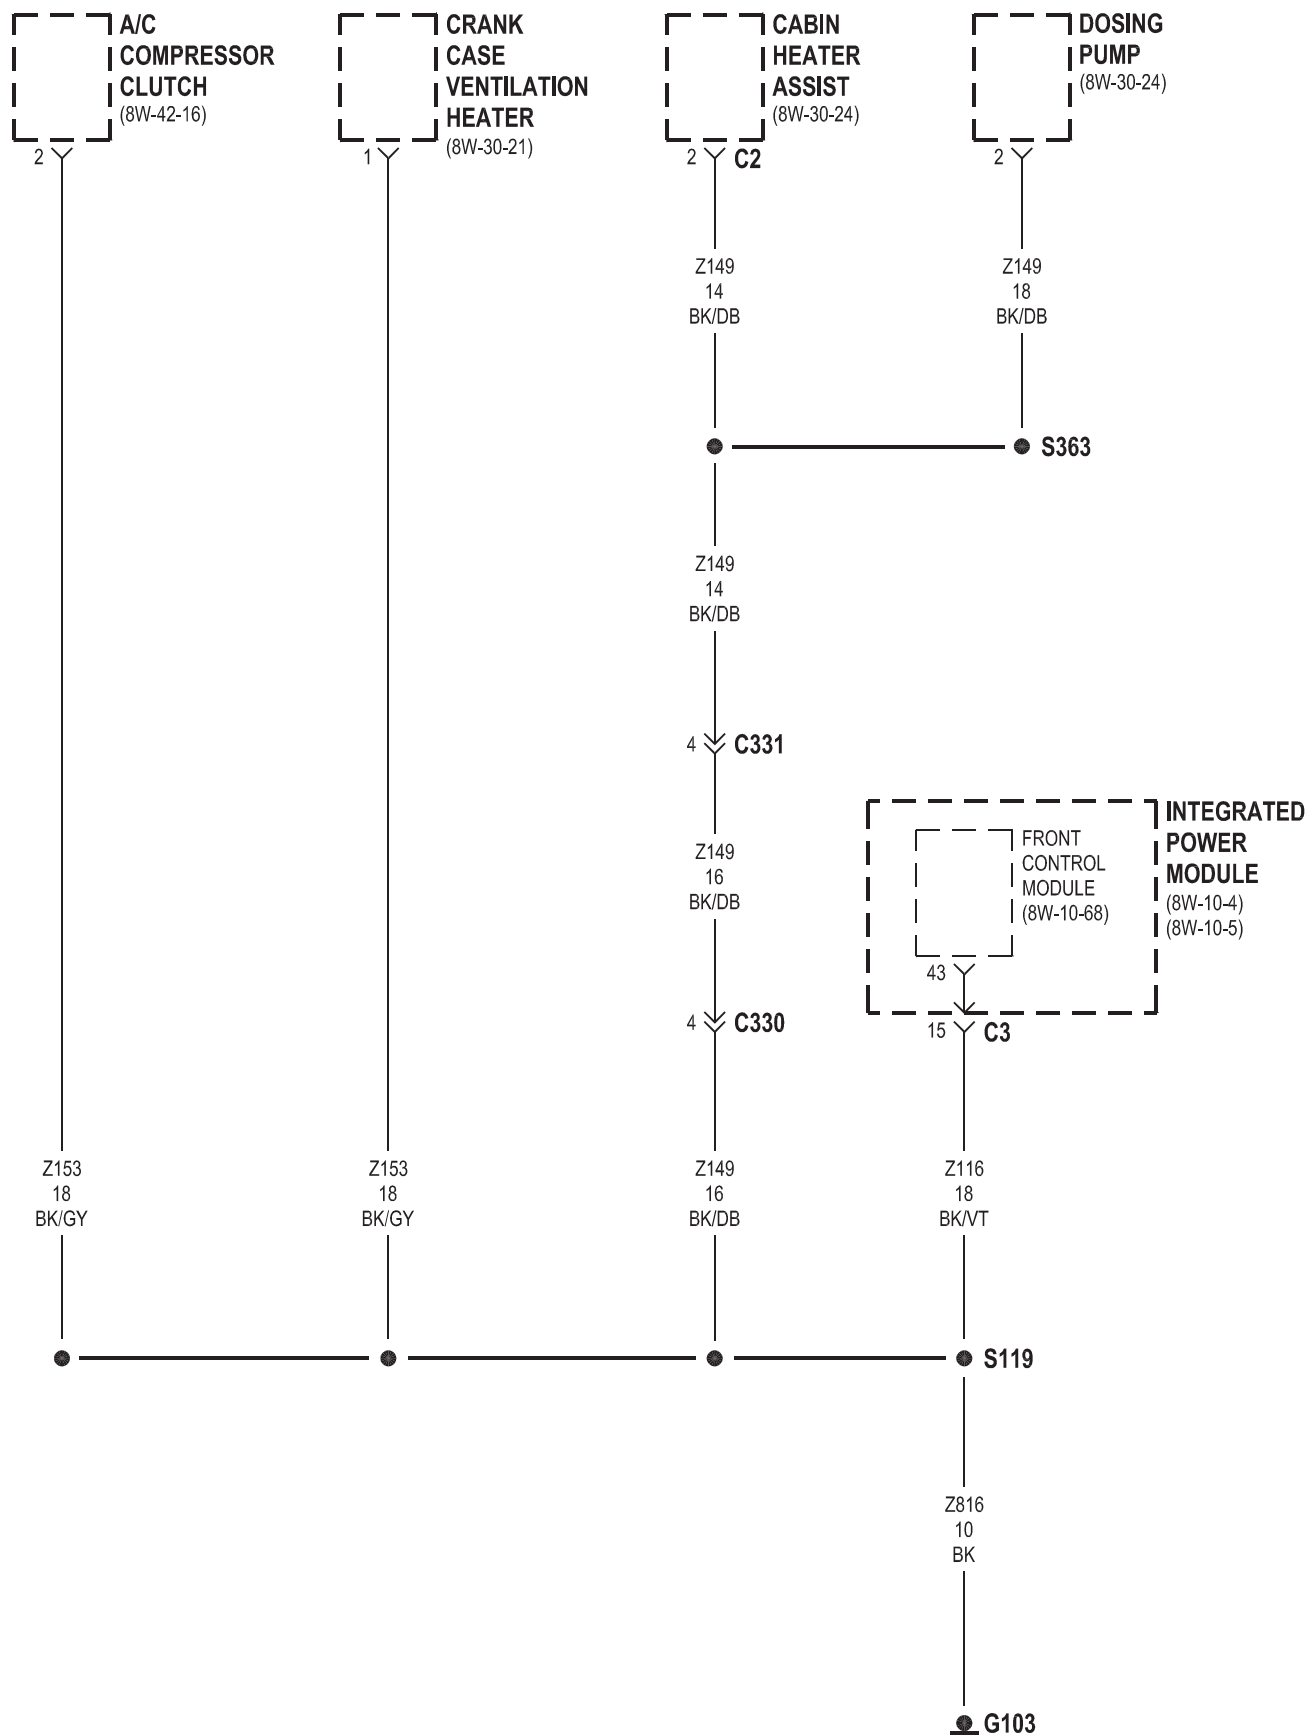 A/C
COMPRESSOR
CLUTCH
(8W-42-16)
2
CRANK
CASE
VENTILATION
HEATER
(8W-30-21)
1
CABIN
HEATER
ASSIST
(8W-30-24)
2 C2
DOSING
PUMP
(8W-30-24)
2
Z149
14
BK/DB
Z149
18
BK/DB
S363
Z149
14
BK/DB
4 C331
Z149
16
BK/DB
4 C330
INTEGRATED
POWER
MODULE
(8W-10-4)
(8W-10-5)
FRONT
CONTROL
MODULE
(8W-10-68)
43
15 C3
Z153
18
BK/GY
Z153
18
BK/GY
Z149
16
BK/DB
Z116
18
BK/VT
S119
Z816
10
BK
G103